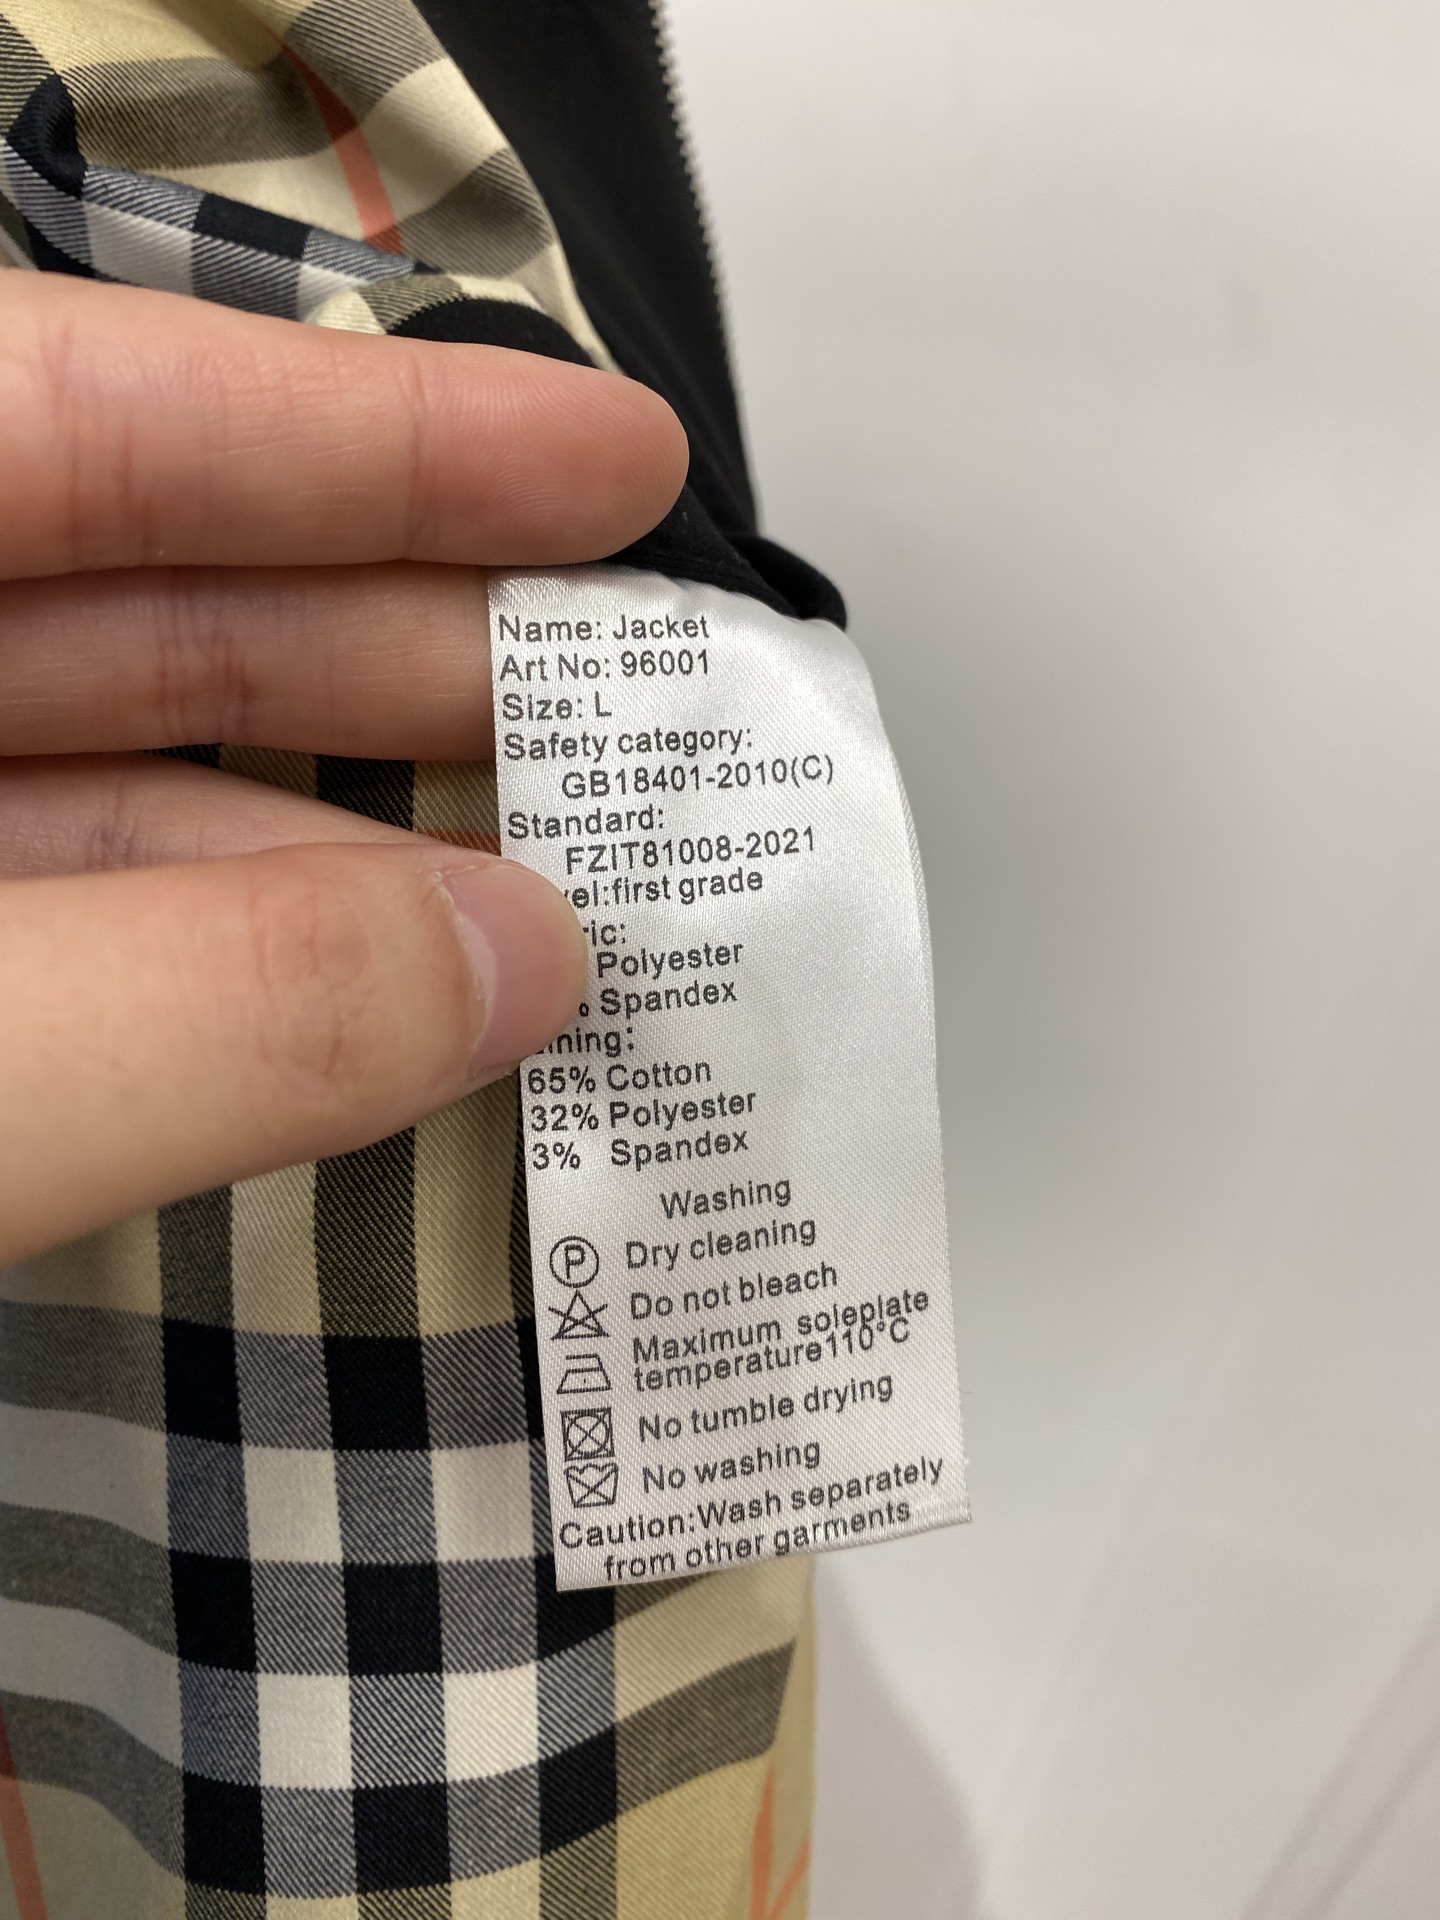 Name: Jacket
Art No: 96001
Size: L
Safety category:
GB18401-2010(C)
Standard:
FZIT81008-2021
el:first grade
ric:
Polyester
% Spandex
ning:
65% Cotton
32% Polyester
3% Spandex
Washing
P Dry cleaning
Do not bleach
Maximum soleplate
temperature110°C
No tumble drying
No washing
Caution:Wash separately
from other garments